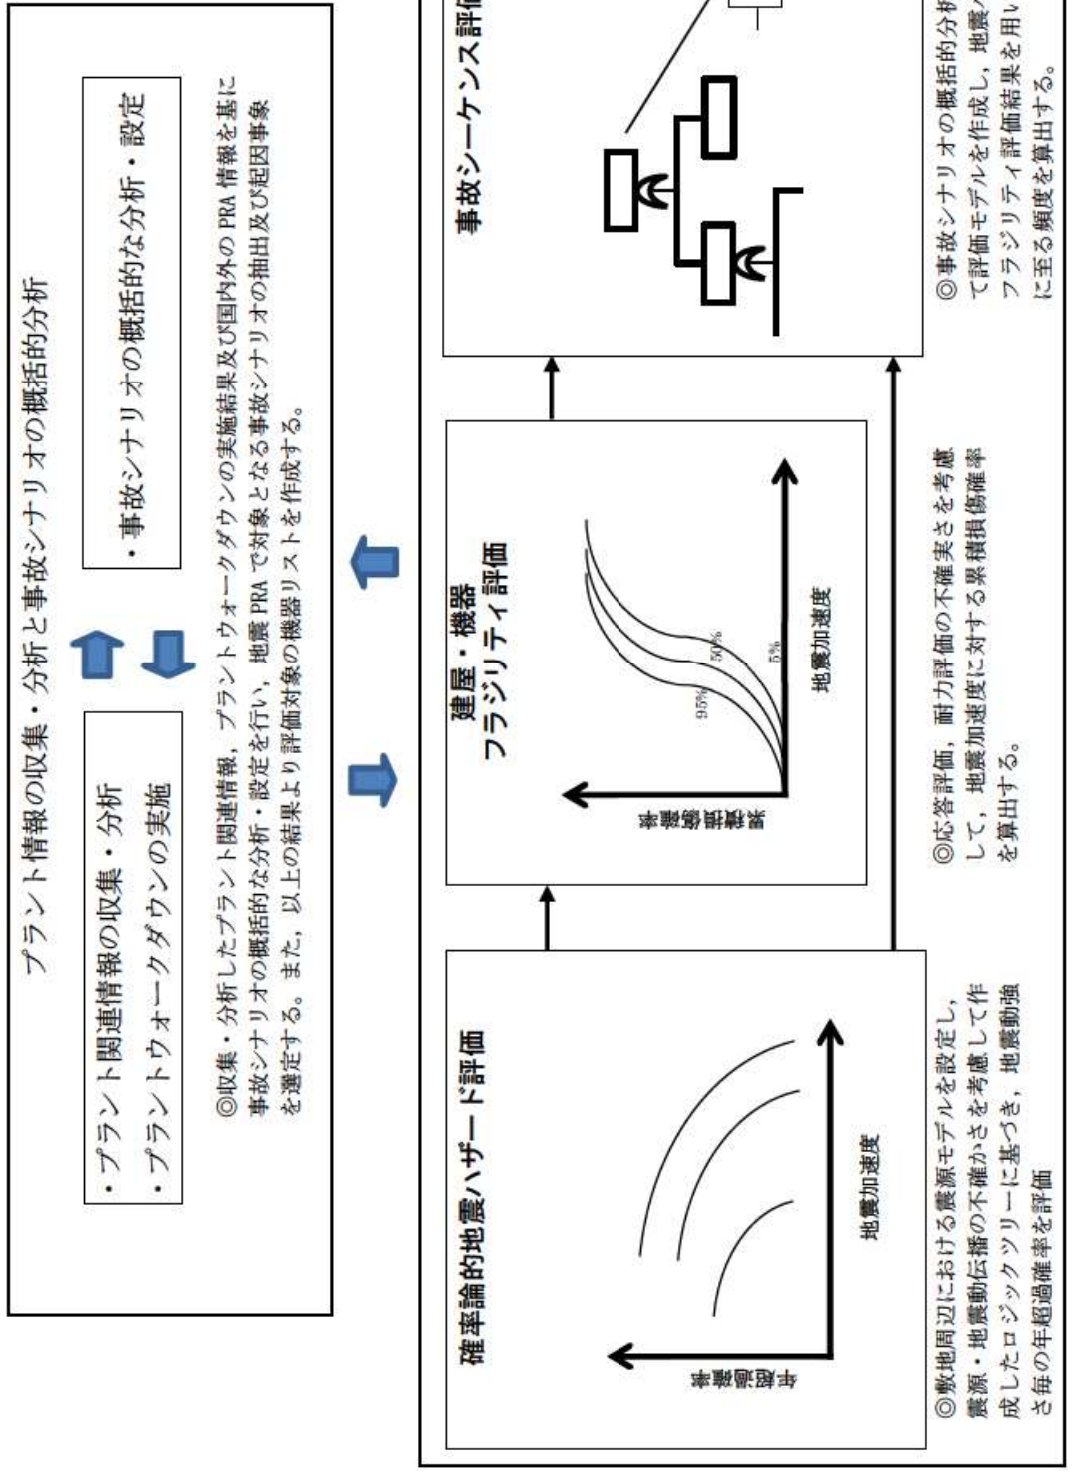 プラント情報の収集・分析と事故シナリオの概括的分析
・プラント関連情報の収集・分析
・プラントウォークダウンの実施
・事故シナリオの概括的な分析・設定
◎収集・分析したプラント関連情報，プラントウォークダウンの実施結果及び国内外の PRA 情報を基に
事故シナリオの概括的な分析・設定を行い，地震 PRA で対象となる事故シナリオの抽出及び起因事象
を選定する。また，以上の結果より評価対象の機器リストを作成する。
確率論的地震ハザード評価
年超過確率
地震加速度
◎敷地周辺における震源モデルを設定し，
震源・地震動伝播の不確かさを考慮して作
成したロジックツリーに基づき，地震動強
さ毎の年超過確率を評価
建屋・機器
フラジリティ評価
累積損傷確率
95%
50%
5%
地震加速度
◎応答評価，耐力評価の不確実さを考慮
して，地震加速度に対する累積損傷確率
を算出する。
事故シーケンス評価
◎事故シナリオの概括的分析
て評価モデルを作成し，地震ハ
フラジリティ評価結果を用い
に至る頻度を算出する。